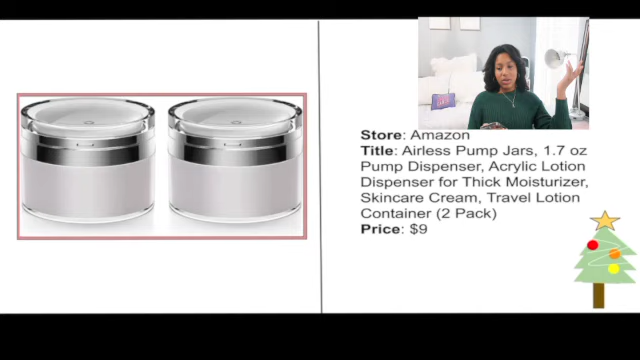 Store: Amazon
Title: Airless Pump Jars, 1.7 oz
Pump Dispenser, Acrylic Lotion
Dispenser for Thick Moisturizer,
Skincare Cream, Travel Lotion
Container (2 Pack)
Price: $9